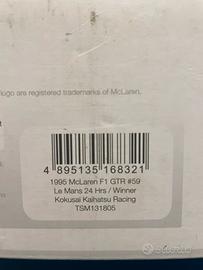 logo are registered trademarks of McLaren.
4 895135 168321
1995 McLaren F1 GTR #59
Le Mans 24 Hrs / Winner
Kokusai Kaihatsu Racing
TSM131805
subito